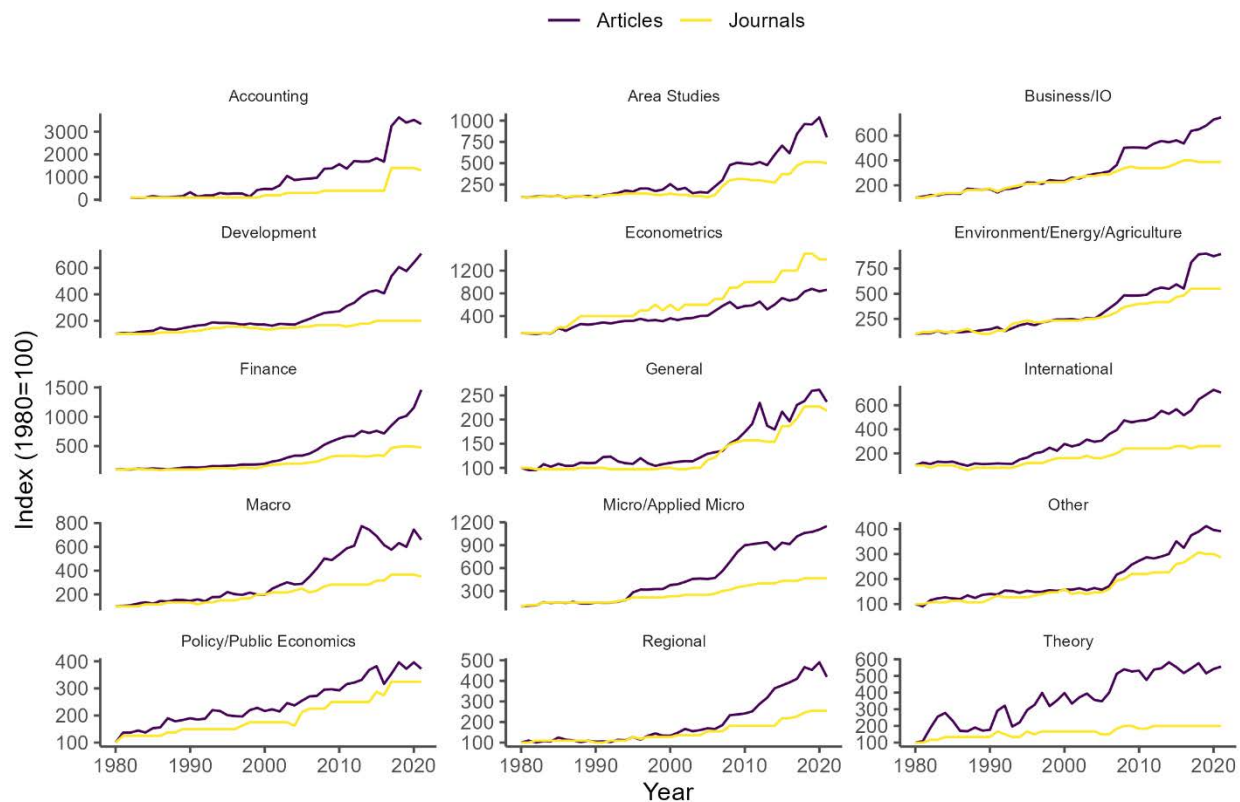 Articles Journals
Accounting Area Studies Business/IO
3000 2000 1000 0
1000 750 500 250
600 400 200
Development Econometrics Environment/Energy/Agriculture
600 400 200
1200 800 400
750 500 250
Finance General International
1500 1000 500
250 200 150 100
600 400 200
Macro Micro/Applied Micro Other
800 600 400 200
1200 900 600 300
400 300 200 100
Policy/Public Economics Regional Theory
400 300 200 100
500 400 300 200 100
600 500 400 300 200 100
1980 1990 2000 2010 2020 1980 1990 2000 2010 2020 1980 1990 2000 2010 2020
Year
Index (1980=100)